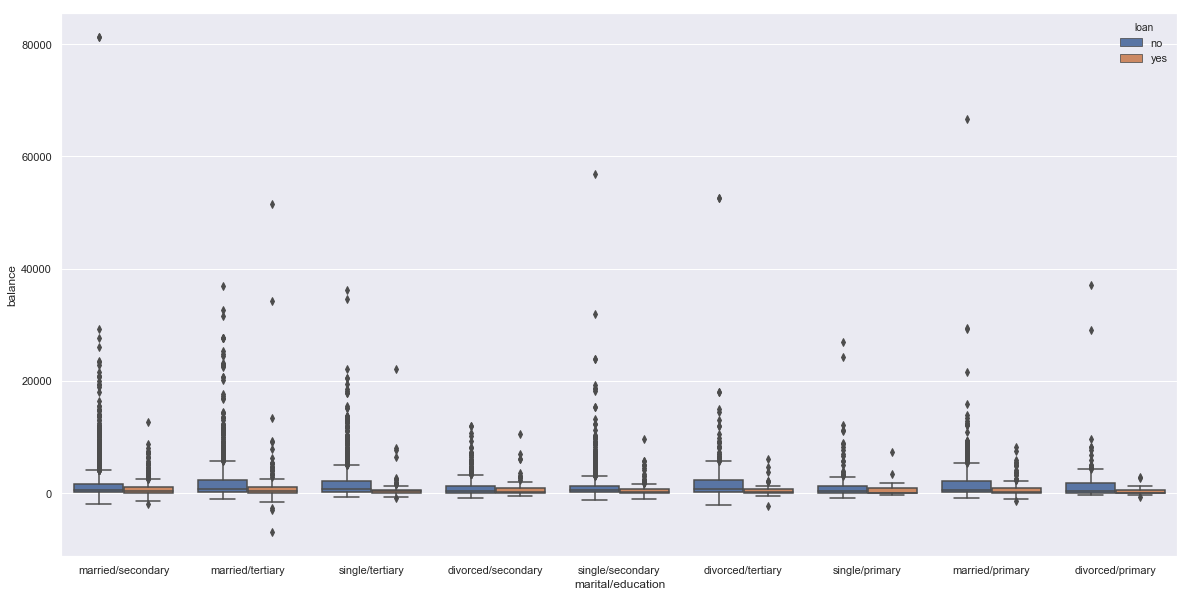 loan
no
yes
80000
60000
40000
20000
0
balance
married/secondary married/tertiary single/tertiary divorced/secondary single/secondary divorced/tertiary single/primary married/primary divorced/primary
marital/education